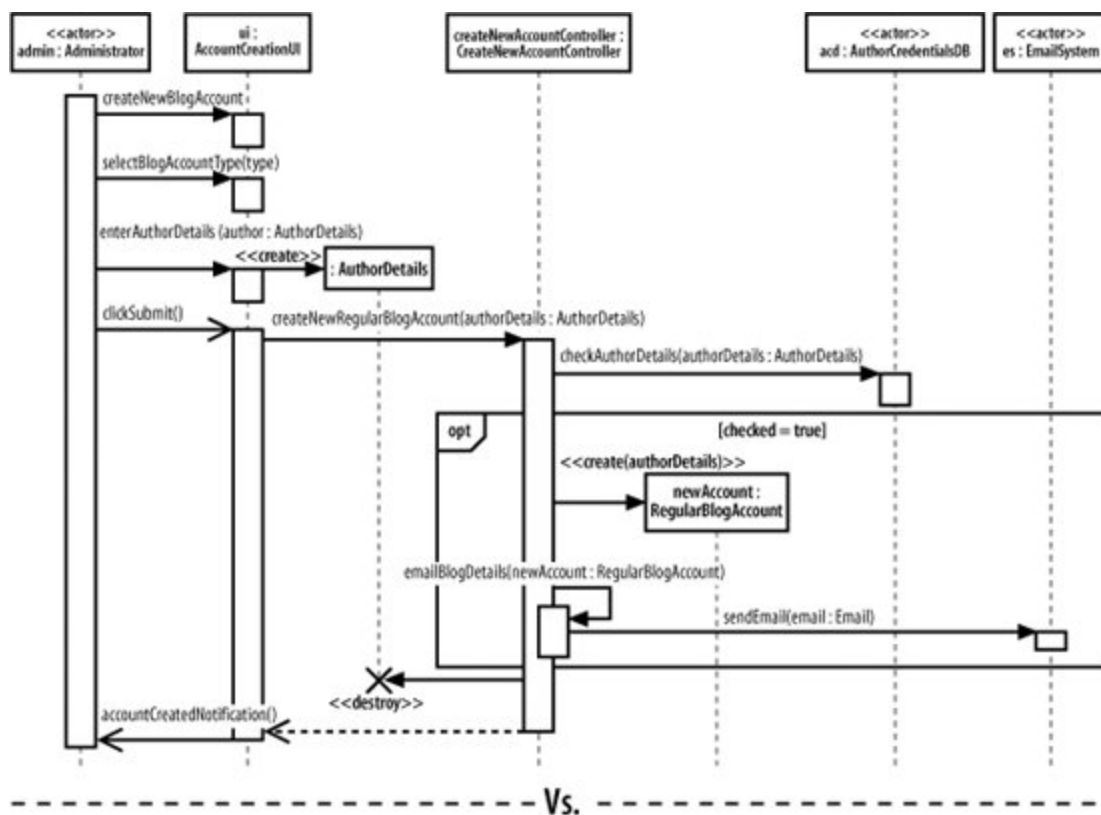 <<actor>>
admin : Administrator
ui :
AccountCreationUI
createNewAccountController :
CreateNewAccountController
<<actor>>
acd : AuthorCredentialsDB
<<actor>>
es : EmailSystem
createNewBlogAccount
selectBlogAccountType(type)
enterAuthorDetails (author : AuthorDetails)
<<create>>
: AuthorDetails
clickSubmit()
createNewRegularBlogAccount(authorDetails : AuthorDetails)
checkAuthorDetails(authorDetails : AuthorDetails)
opt
[checked = true]
<<create(authorDetails)>>
newAccount :
RegularBlogAccount
emailBlogDetails(newAccount : RegularBlogAccount)
sendEmail(email : Email)
<<destroy>>
accountCreatedNotification()
Vs.